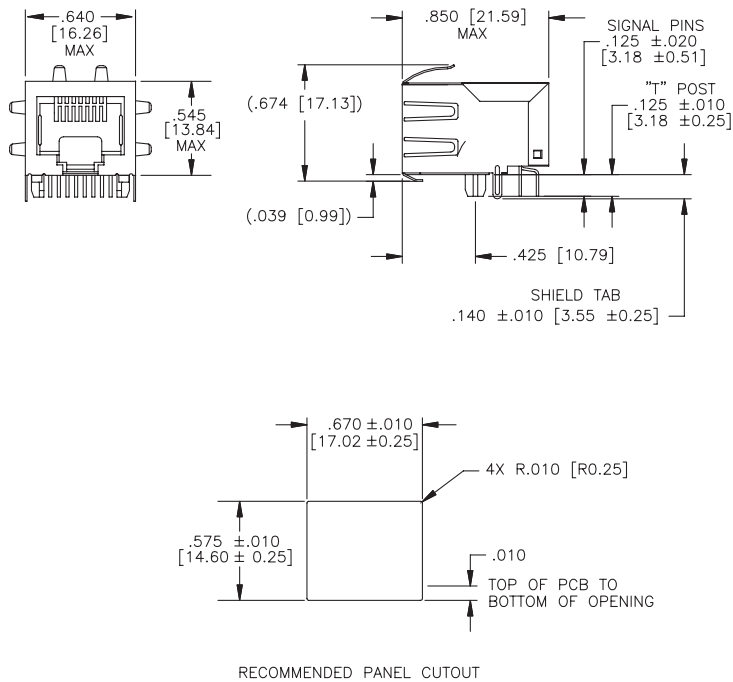 .640
[16.26]
MAX
.545
[13.84]
MAX
.850 [21.59]
MAX
(.674 [17.13])
(.039 [0.99])
SIGNAL PINS
.125 ±.020
[3.18 ±0.51]
"T" POST
.125 ±.010
[3.18 ±0.25]
.425 [10.79]
SHIELD TAB
.140 ±.010 [3.55 ±0.25]
.670 ±.010
[17.02 ±0.25]
4X R.010 [R0.25]
.575 ±.010
[14.60 ± 0.25]
.010
TOP OF PCB TO
BOTTOM OF OPENING
RECOMMENDED PANEL CUTOUT